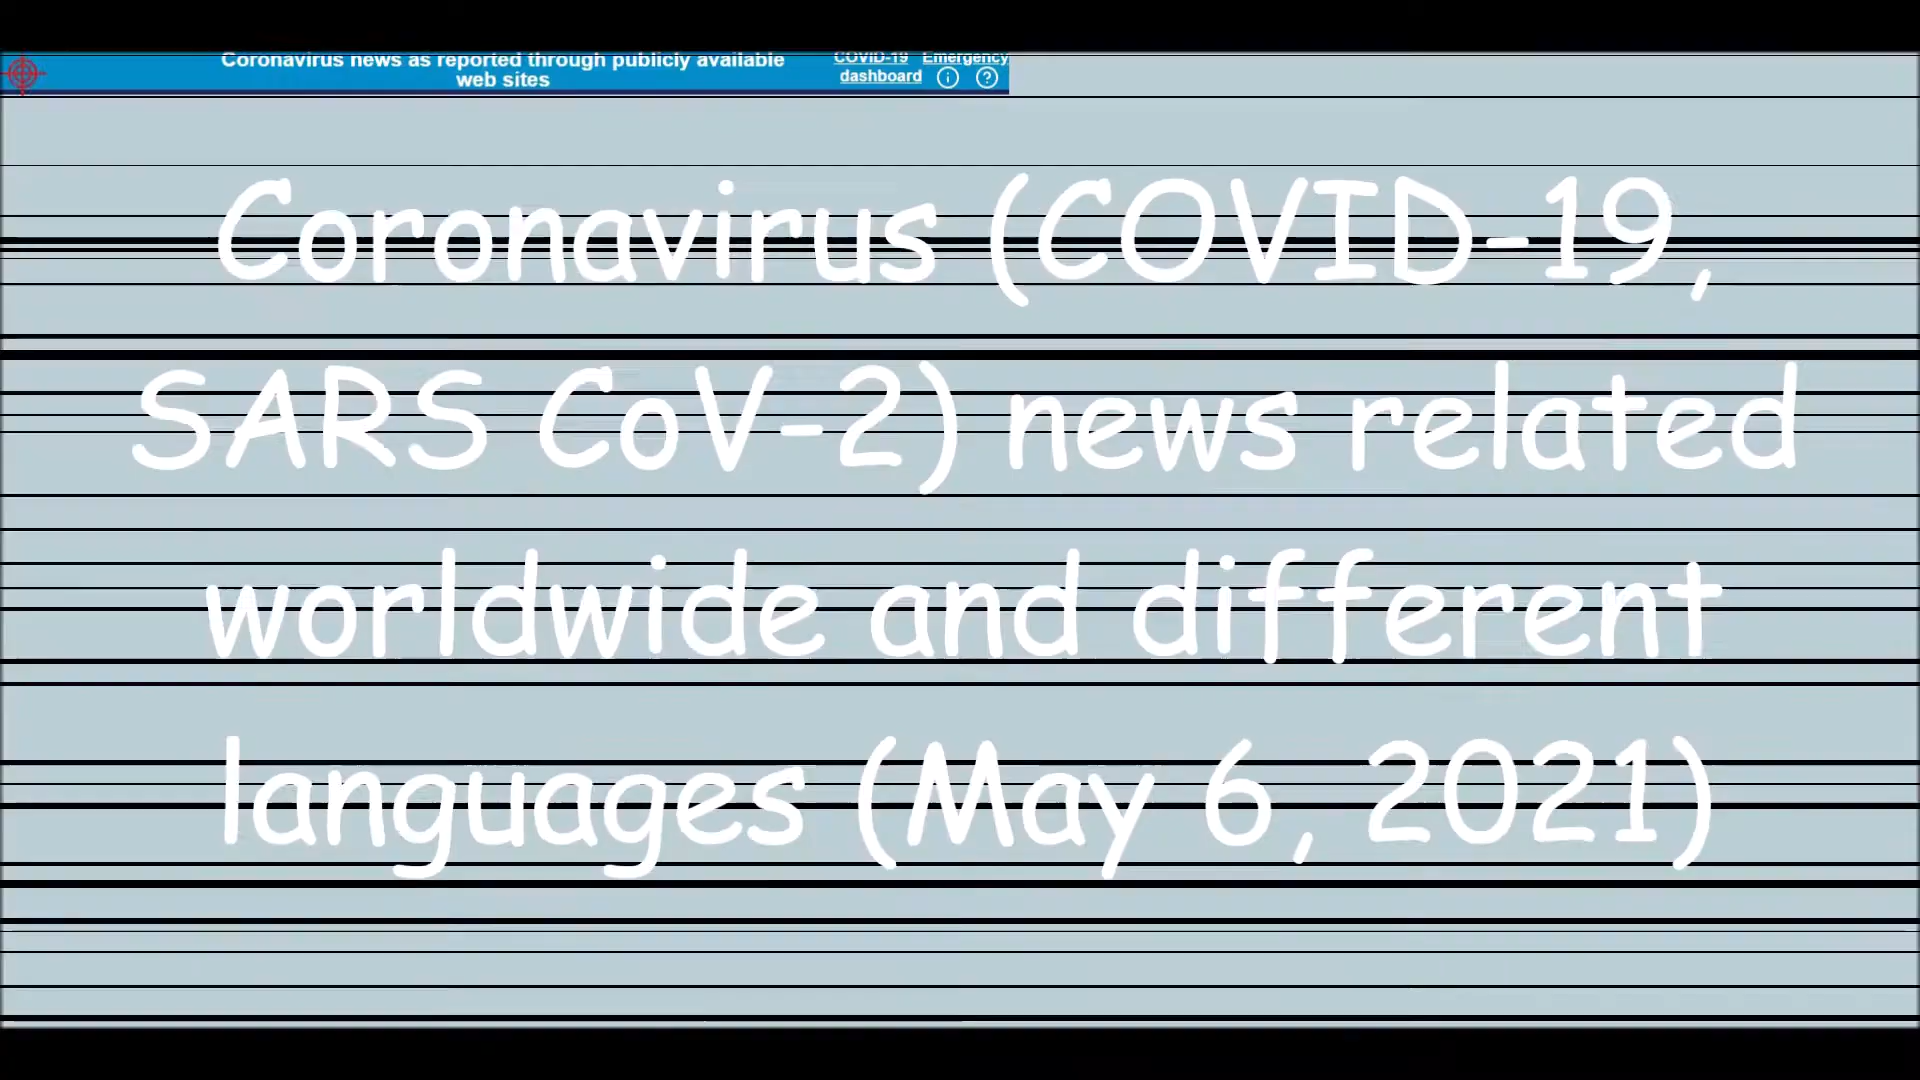 Coronavirus news as reported through publicly available
web sites
COVID-19 Emergency
dashboard
Coronavirus (COVID-19,
SARS CoV-2) news related
worldwide and different
languages (May 6, 2021)